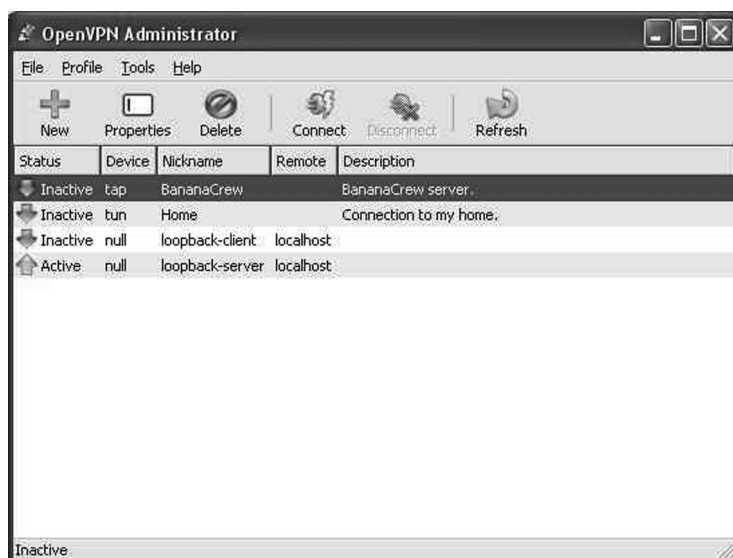 OpenVPN Administrator
File Profile Tools Help
New Properties Delete Connect Disconnect Refresh
Status Device Nickname Remote Description
Inactive tap BananaCrew BananaCrew server.
Inactive tun Home Connection to my home.
Inactive null loopback-client localhost
Active null loopback-server localhost
Inactive